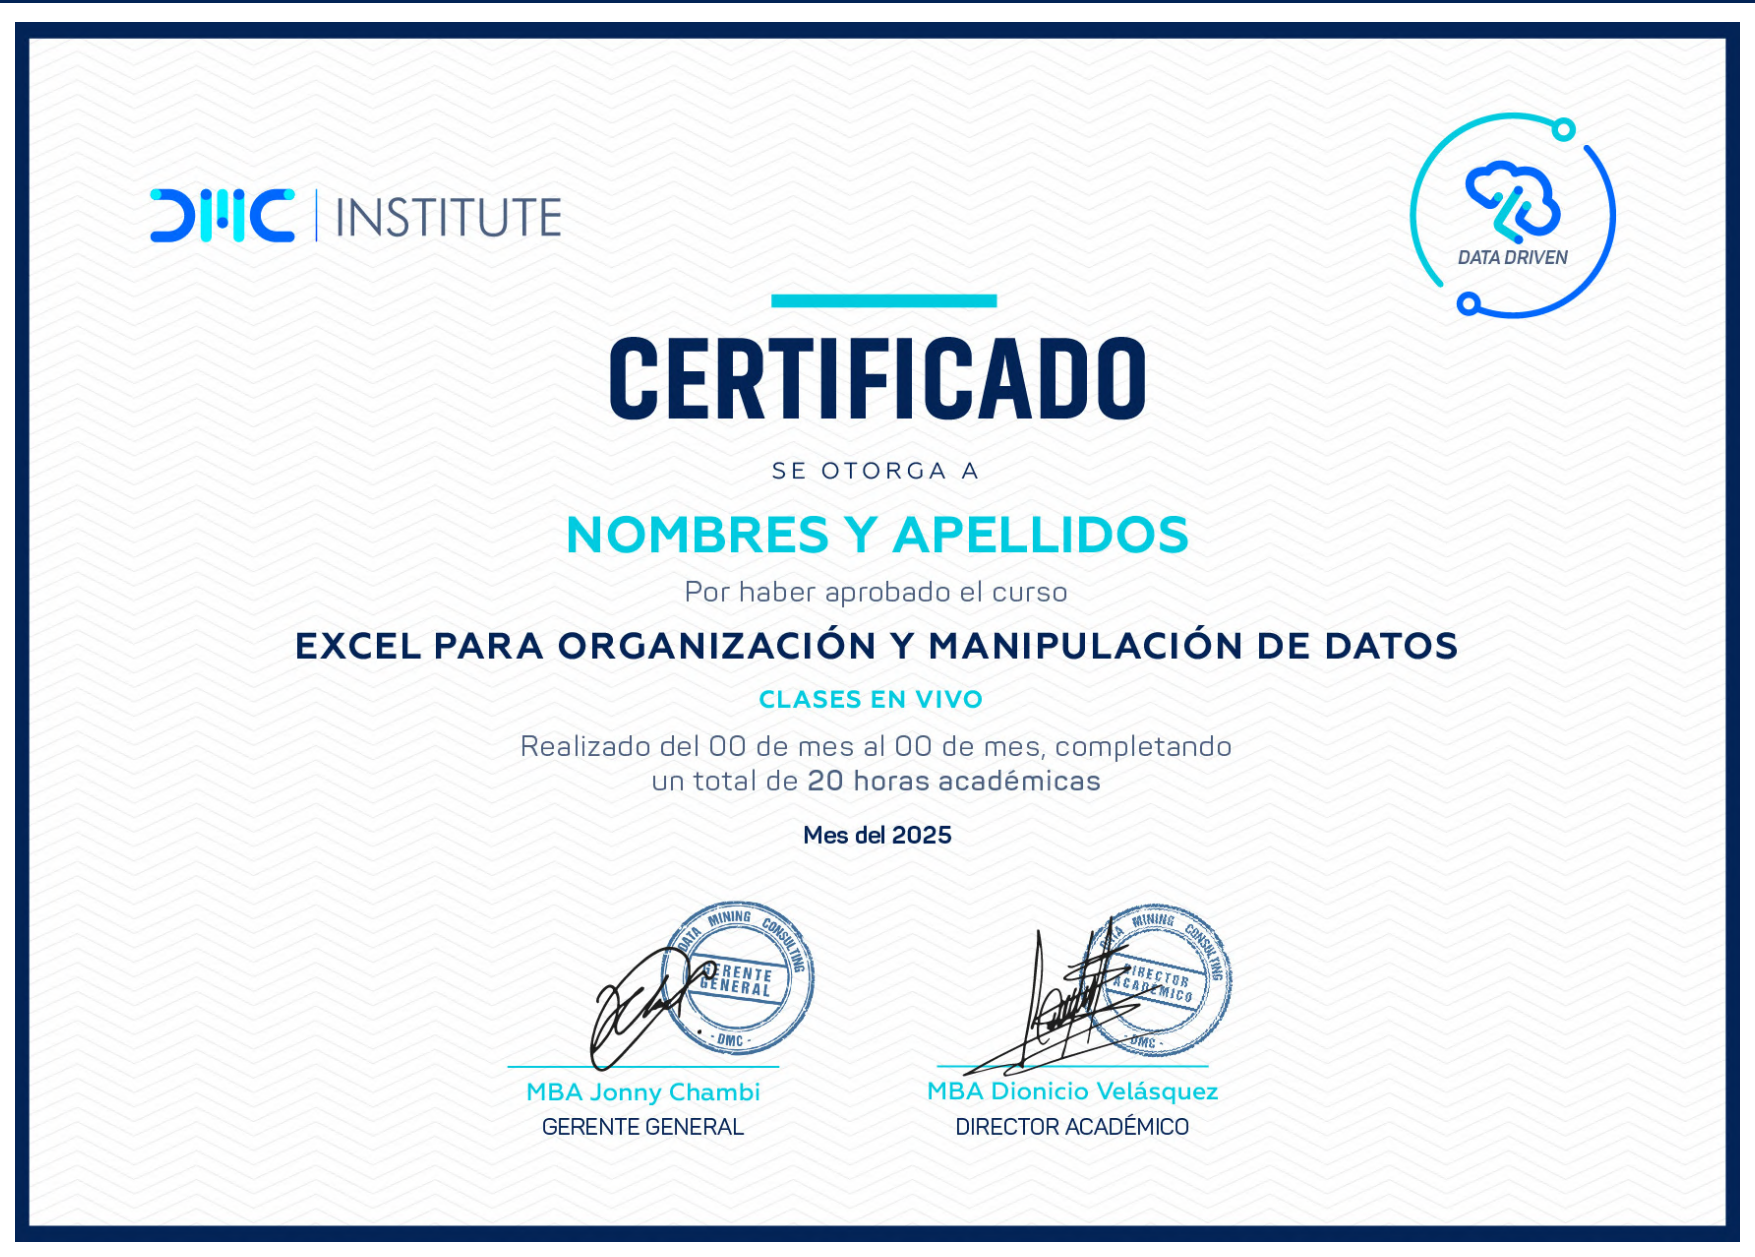 DMC | INSTITUTE
DATA DRIVEN
CERTIFICADO
SE OTORGA A
NOMBRES Y APELLIDOS
Por haber aprobado el curso
EXCEL PARA ORGANIZACIÓN Y MANIPULACIÓN DE DATOS
CLASES EN VIVO
Realizado del 00 de mes al 00 de mes, completando
un total de 20 horas académicas
Mes del 2025
DATA MINING CONSULTING
GERENTE
GENERAL
- DMC -
MBA Jonny Chambi
GERENTE GENERAL
DATA MINING CONSULTING
DIRECTOR
ACADEMICO
- DMC -
MBA Dionicio Velásquez
DIRECTOR ACADÉMICO